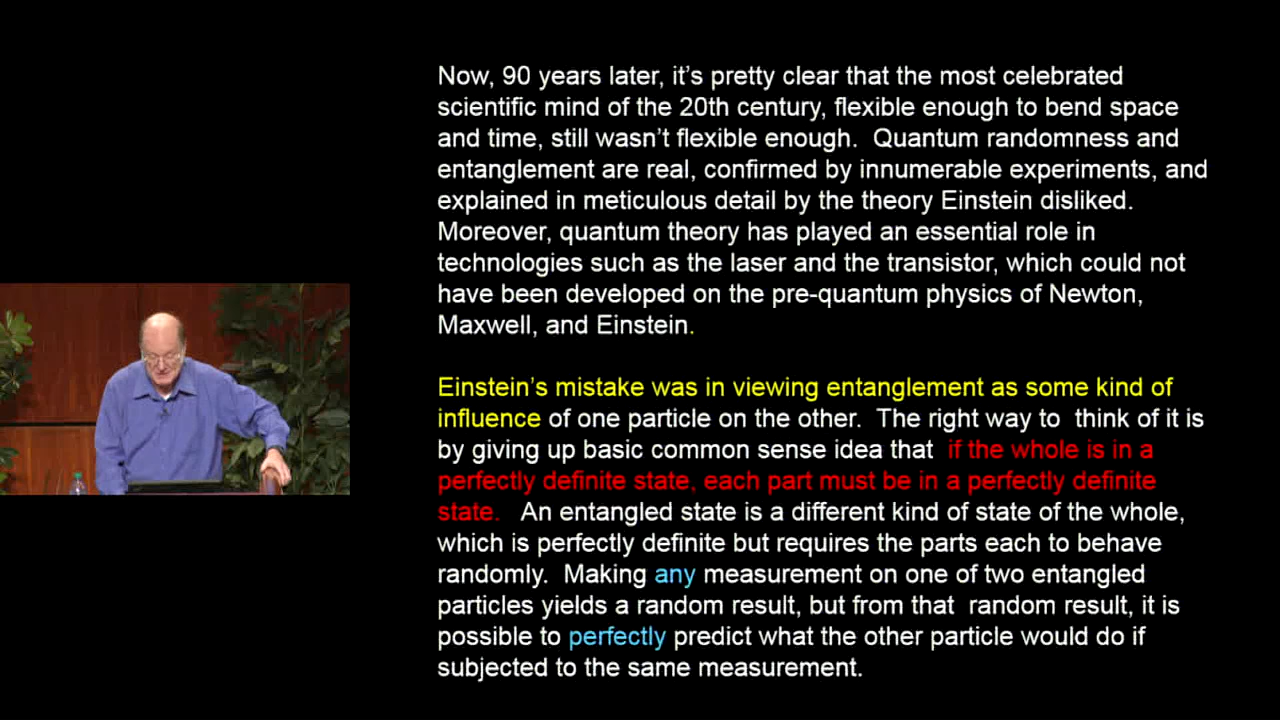 Now, 90 years later, it’s pretty clear that the most celebrated
scientific mind of the 20th century, flexible enough to bend space
and time, still wasn’t flexible enough.  Quantum randomness and
entanglement are real, confirmed by innumerable experiments, and
explained in meticulous detail by the theory Einstein disliked.
Moreover, quantum theory has played an essential role in
technologies such as the laser and the transistor, which could not
have been developed on the pre-quantum physics of Newton,
Maxwell, and Einstein.
Einstein’s mistake was in viewing entanglement as some kind of
influence of one particle on the other.  The right way to  think of it is
by giving up basic common sense idea that  if the whole is in a
perfectly definite state, each part must be in a perfectly definite
state.   An entangled state is a different kind of state of the whole,
which is perfectly definite but requires the parts each to behave
randomly.  Making any measurement on one of two entangled
particles yields a random result, but from that  random result, it is
possible to perfectly predict what the other particle would do if
subjected to the same measurement.